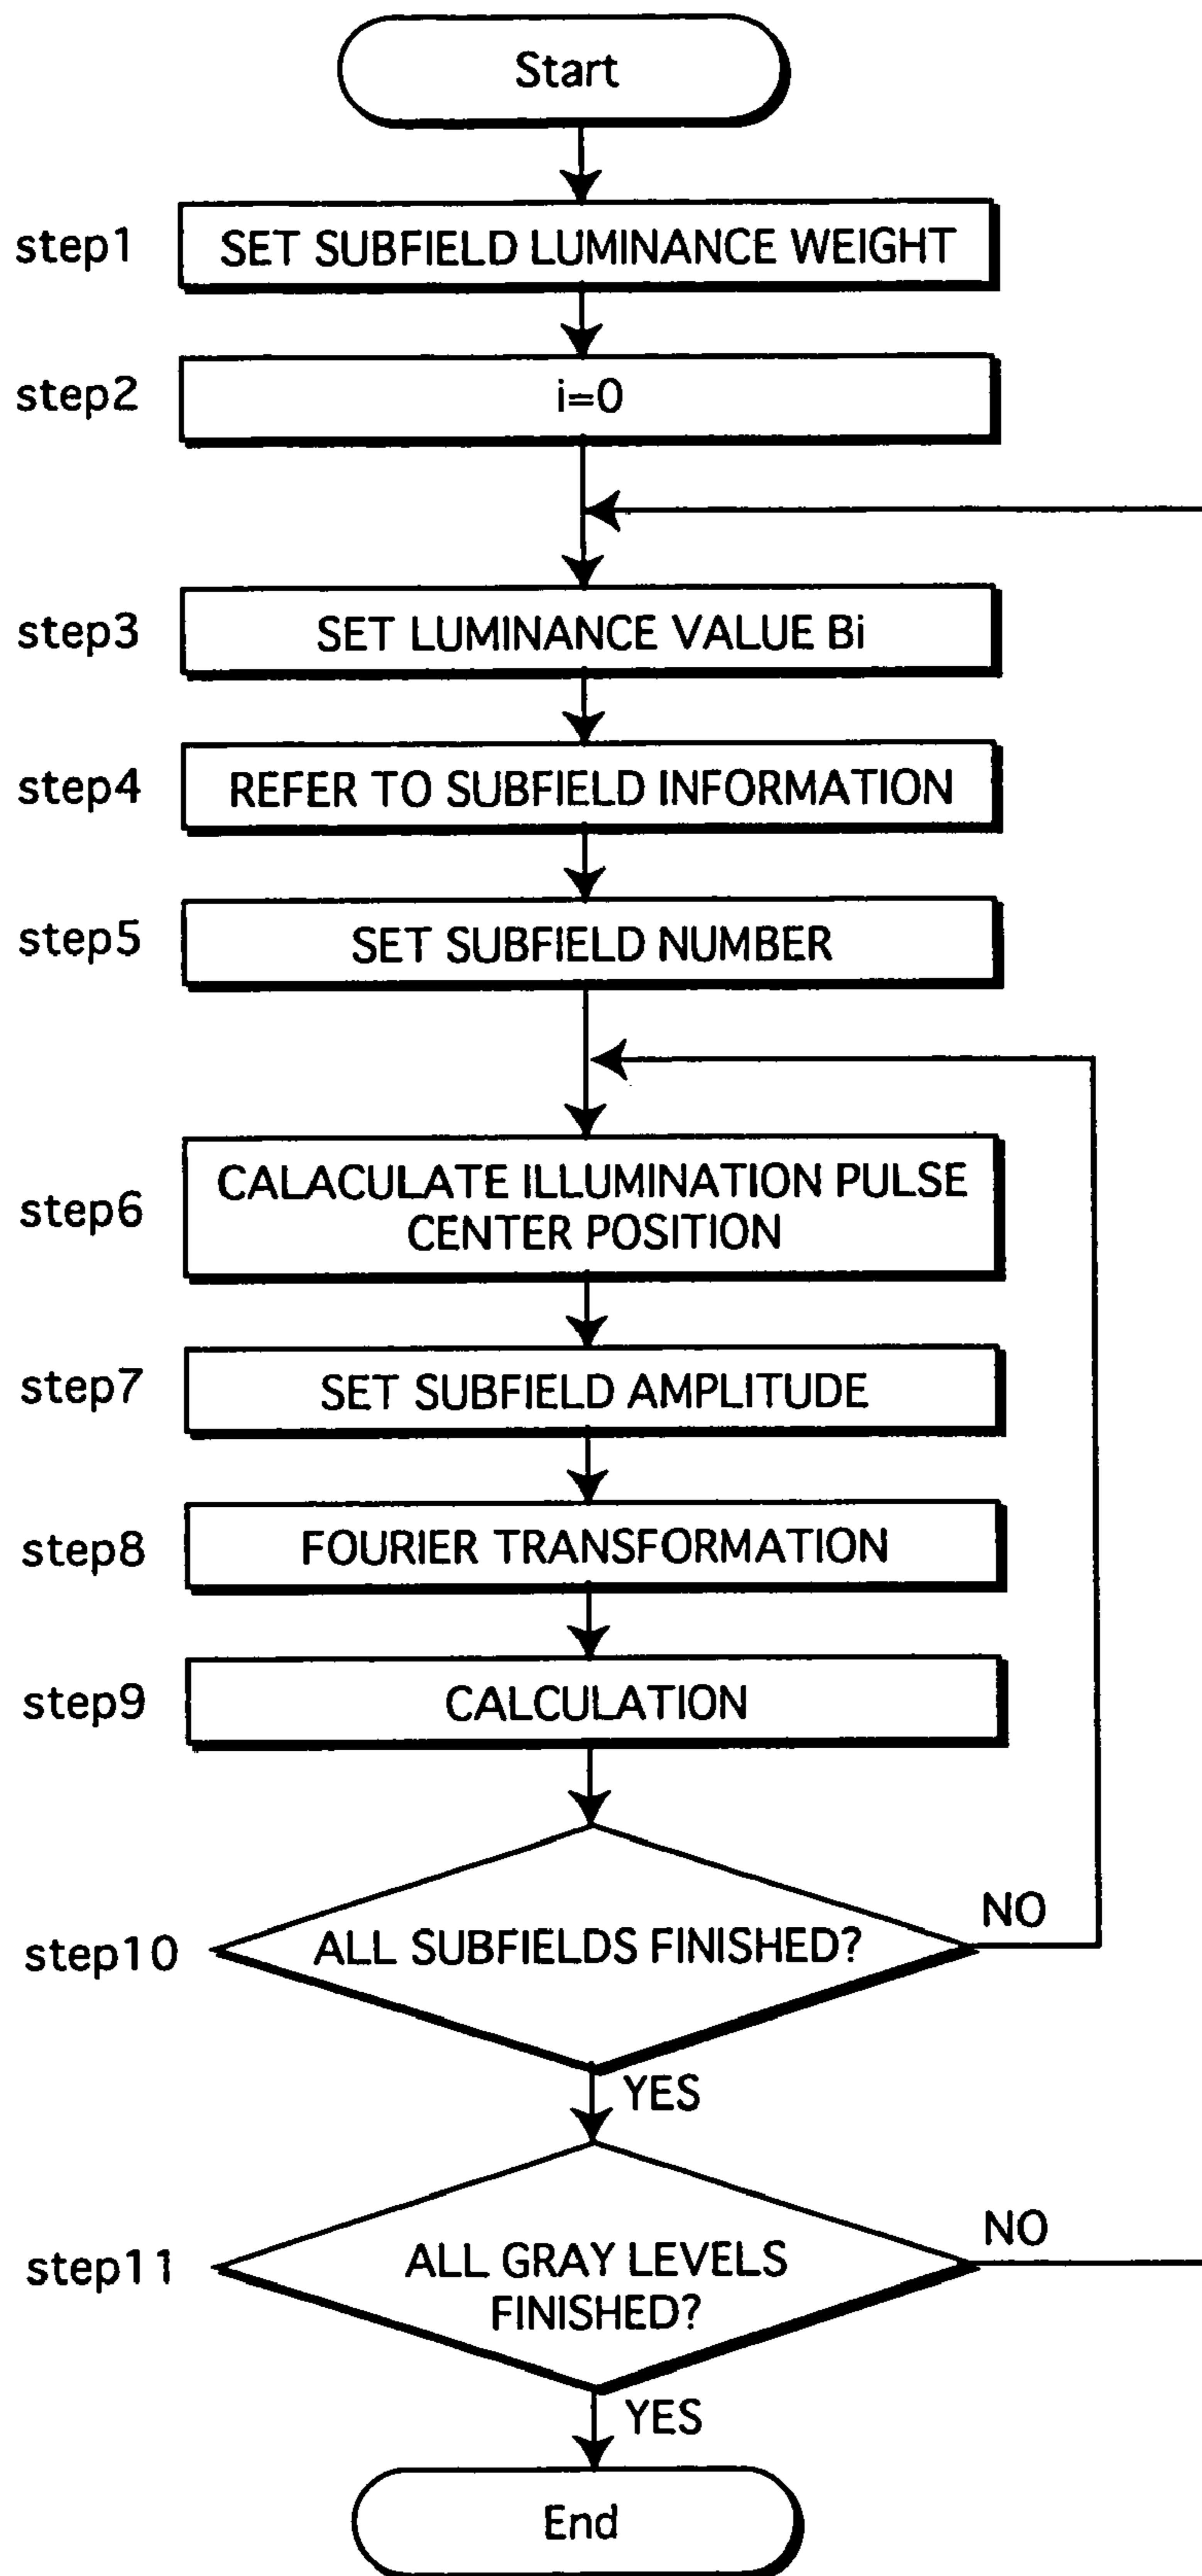 Start
step1
SET SUBFIELD LUMINANCE WEIGHT
step2
i=0
step3
SET LUMINANCE VALUE Bi
step4
REFER TO SUBFIELD INFORMATION
step5
SET SUBFIELD NUMBER
step6
CALACULATE ILLUMINATION PULSE
CENTER POSITION
step7
SET SUBFIELD AMPLITUDE
step8
FOURIER TRANSFORMATION
step9
CALCULATION
step10
ALL SUBFIELDS FINISHED?
NO
YES
step11
ALL GRAY LEVELS
FINISHED?
NO
YES
End